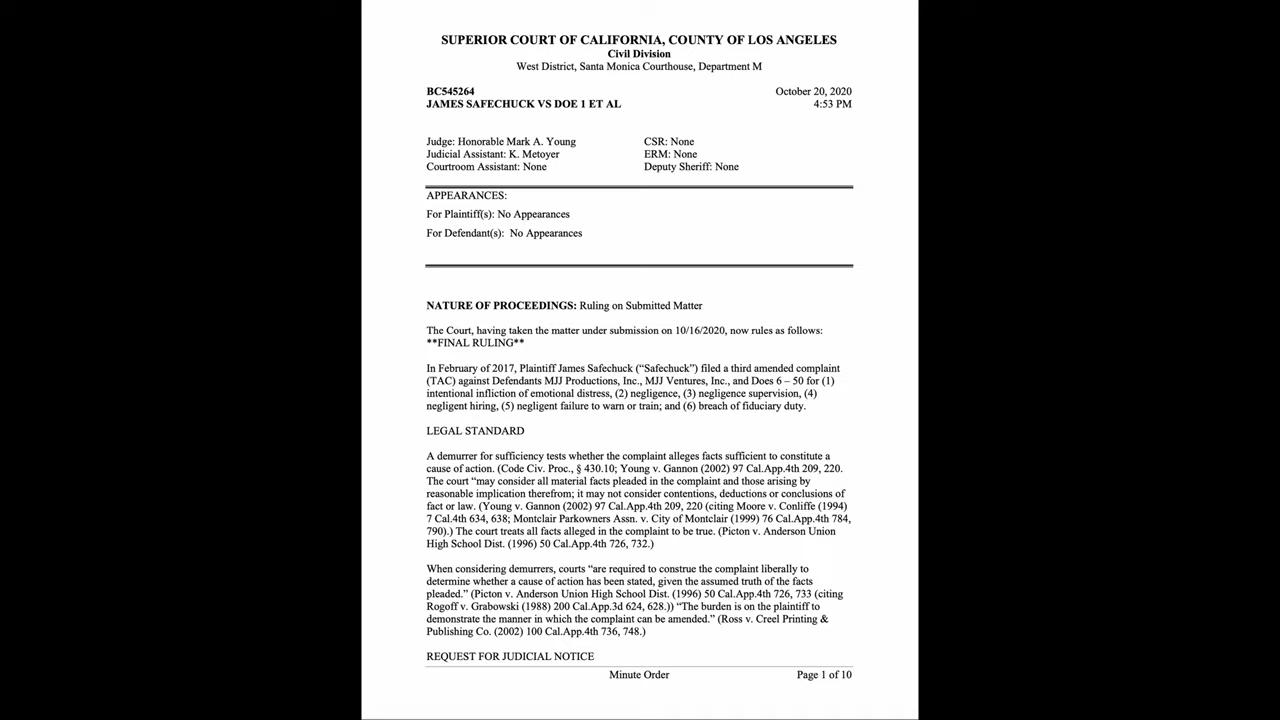 SUPERIOR COURT OF CALIFORNIA, COUNTY OF LOS ANGELES
Civil Division
West District, Santa Monica Courthouse, Department M
BC545264 October 20, 2020
JAMES SAFECHUCK VS DOE 1 ET AL 4:53 PM
Judge: Honorable Mark A. Young CSR: None
Judicial Assistant: K. Metoyer ERM: None
Courtroom Assistant: None Deputy Sheriff: None
APPEARANCES:
For Plaintiff(s): No Appearances
For Defendant(s): No Appearances
NATURE OF PROCEEDINGS: Ruling on Submitted Matter
The Court, having taken the matter under submission on 10/16/2020, now rules as follows:
**FINAL RULING**
In February of 2017, Plaintiff James Safechuck (“Safechuck”) filed a third amended complaint
(TAC) against Defendants MJJ Productions, Inc., MJJ Ventures, Inc., and Does 6 – 50 for (1)
intentional infliction of emotional distress, (2) negligence, (3) negligence supervision, (4)
negligent hiring, (5) negligent failure to warn or train; and (6) breach of fiduciary duty.
LEGAL STANDARD
A demurrer for sufficiency tests whether the complaint alleges facts sufficient to constitute a
cause of action. (Code Civ. Proc., § 430.10; Young v. Gannon (2002) 97 Cal.App.4th 209, 220.
The court “may consider all material facts pleaded in the complaint and those arising by
reasonable implication therefrom; it may not consider contentions, deductions or conclusions of
fact or law. (Young v. Gannon (2002) 97 Cal.App.4th 209, 220 (citing Moore v. Conliffe (1994)
7 Cal.4th 634, 638; Montclair Parkowners Assn. v. City of Montclair (1999) 76 Cal.App.4th 784,
790).) The court treats all facts alleged in the complaint to be true. (Picton v. Anderson Union
High School Dist. (1996) 50 Cal.App.4th 726, 732.)
When considering demurrers, courts “are required to construe the complaint liberally to
determine whether a cause of action has been stated, given the assumed truth of the facts
pleaded.” (Picton v. Anderson Union High School Dist. (1996) 50 Cal.App.4th 726, 733 (citing
Rogoff v. Grabowski (1988) 200 Cal.App.3d 624, 628.)) “The burden is on the plaintiff to
demonstrate the manner in which the complaint can be amended.” (Ross v. Creel Printing &
Publishing Co. (2002) 100 Cal.App.4th 736, 748.)
REQUEST FOR JUDICIAL NOTICE
Minute Order Page 1 of 10